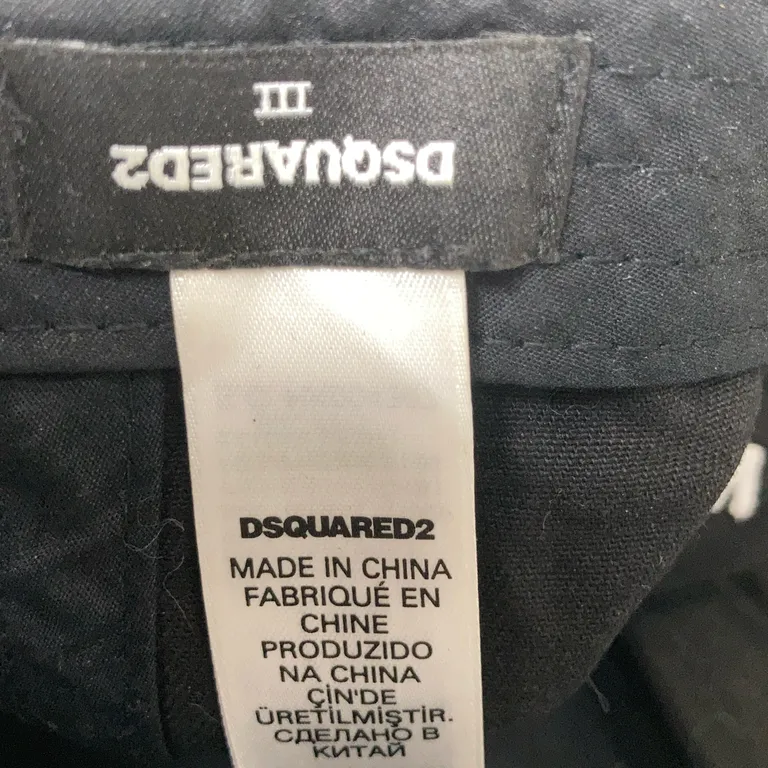 III
DSQUARED2
DSQUARED2
MADE IN CHINA
FABRIQUÉ EN
CHINE
PRODUZIDO
NA CHINA
ÇİN'DE
ÜRETİLMİŞTİR.
СДЕЛАНО В
КИТАЙ